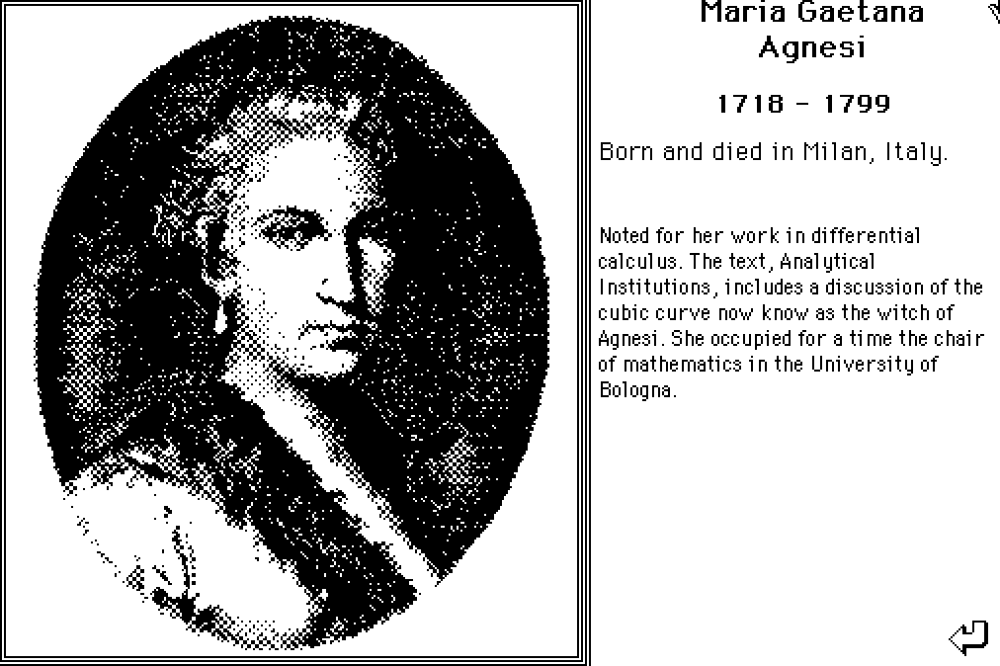 Maria Gaetana
Agnesi
1718 - 1799
Born and died in Milan, Italy.
Noted for her work in differential
calculus. The text, Analytical
Institutions, includes a discussion of the
cubic curve now know as the witch of
Agnesi. She occupied for a time the chair
of mathematics in the University of
Bologna.